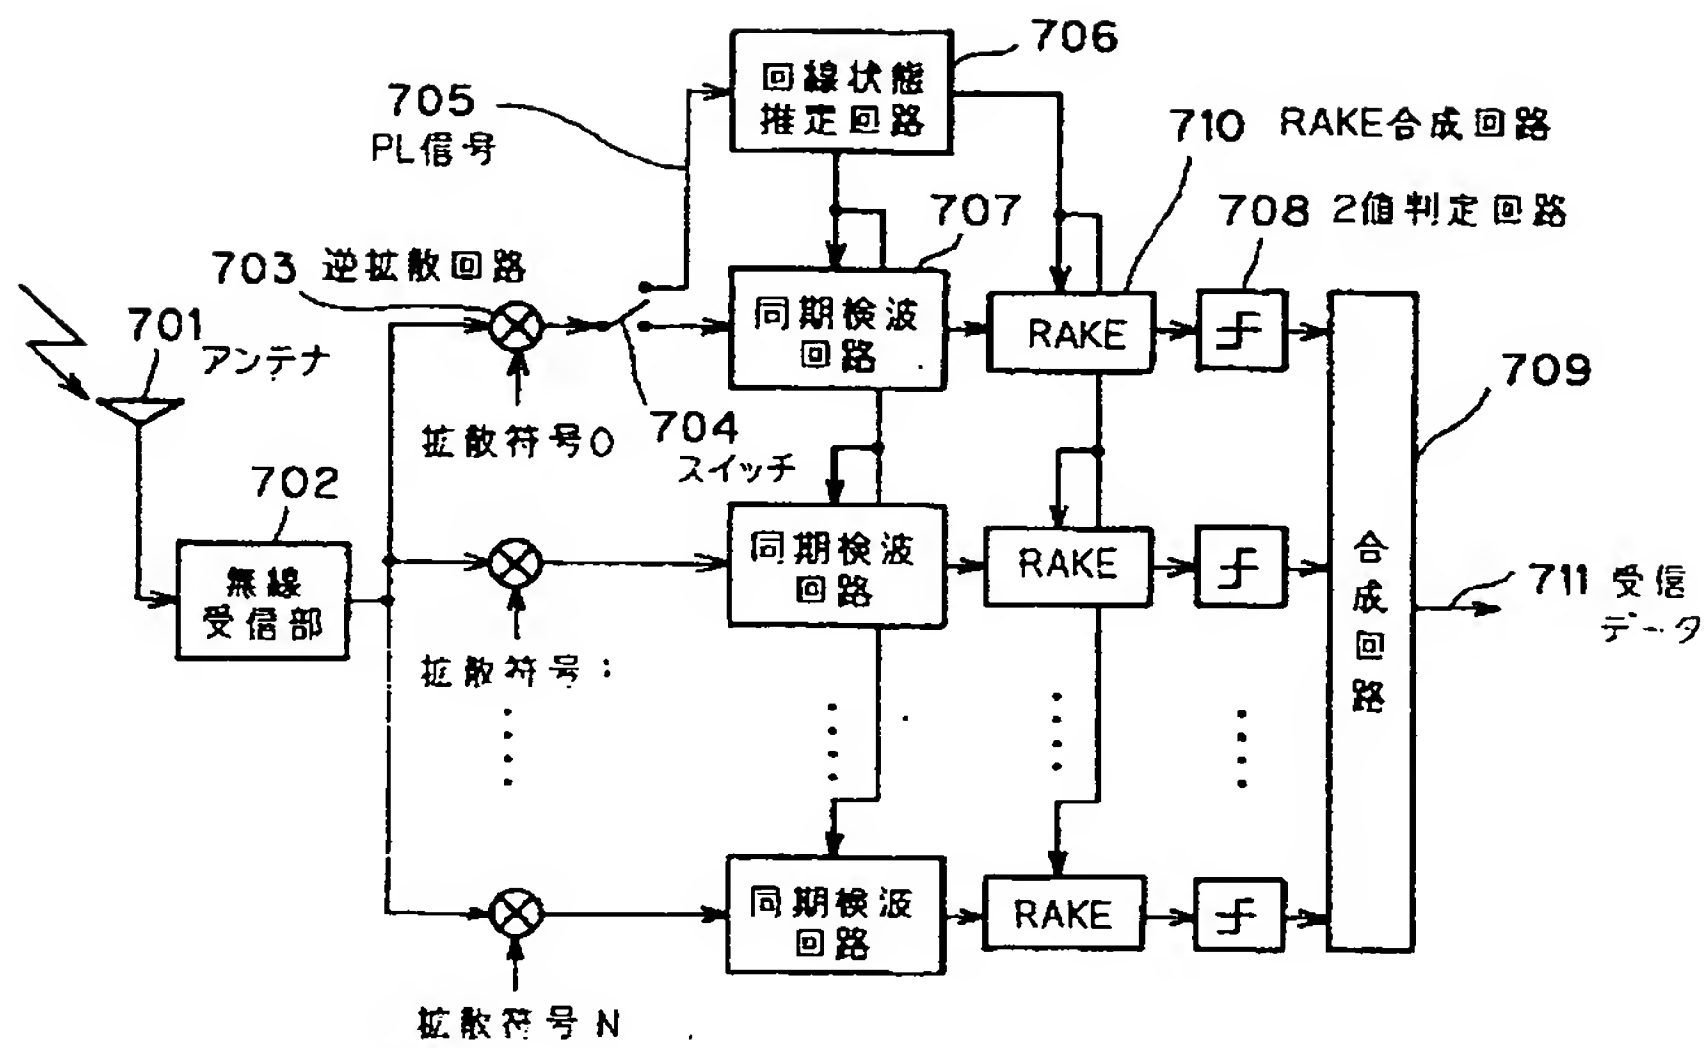 706
回線状態
推定回路
705
PL信号
710 RAKE合成回路
707
708 2値判定回路
703 逆拡散回路
701 アンテナ
同期検波
回路
RAKE
709
拡散符号0
704
スイッチ
702
無線
受信部
同期検波
回路
RAKE
合成回路
711 受信
データ
拡散符号:
同期検波
回路
RAKE
拡散符号N